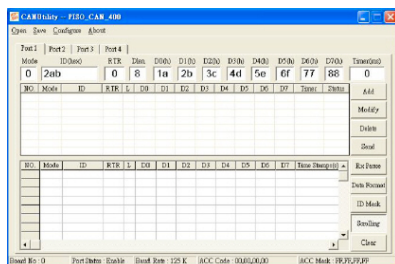 CANUtility -- PISO_CAN_400
Open Save Configure About
Port 1 Port 2 Port 3 Port 4
Mode ID(hex) RTR Dlen D0(h) D1(h) D2(h) D3(h) D4(h) D5(h) D6(h) D7(h) Timer(ms)
0 2ab 0 8 1a 2b 3c 4d 5e 6f 77 88 0
NO. Mode ID RTR L D0 D1 D2 D3 D4 D5 D6 D7 Timer Status
Add
Modify
Delete
Send
NO. Mode ID RTR L D0 D1 D2 D3 D4 D5 D6 D7 Time Stamp(s)
Rx Pause
Data Format
ID Mask
Scrolling
Clear
Board No : 0 Port Status : Enable Baud Rate : 125 K ACC Code : 00,00,00,00 ACC Mask : FF,FF,FF,FF